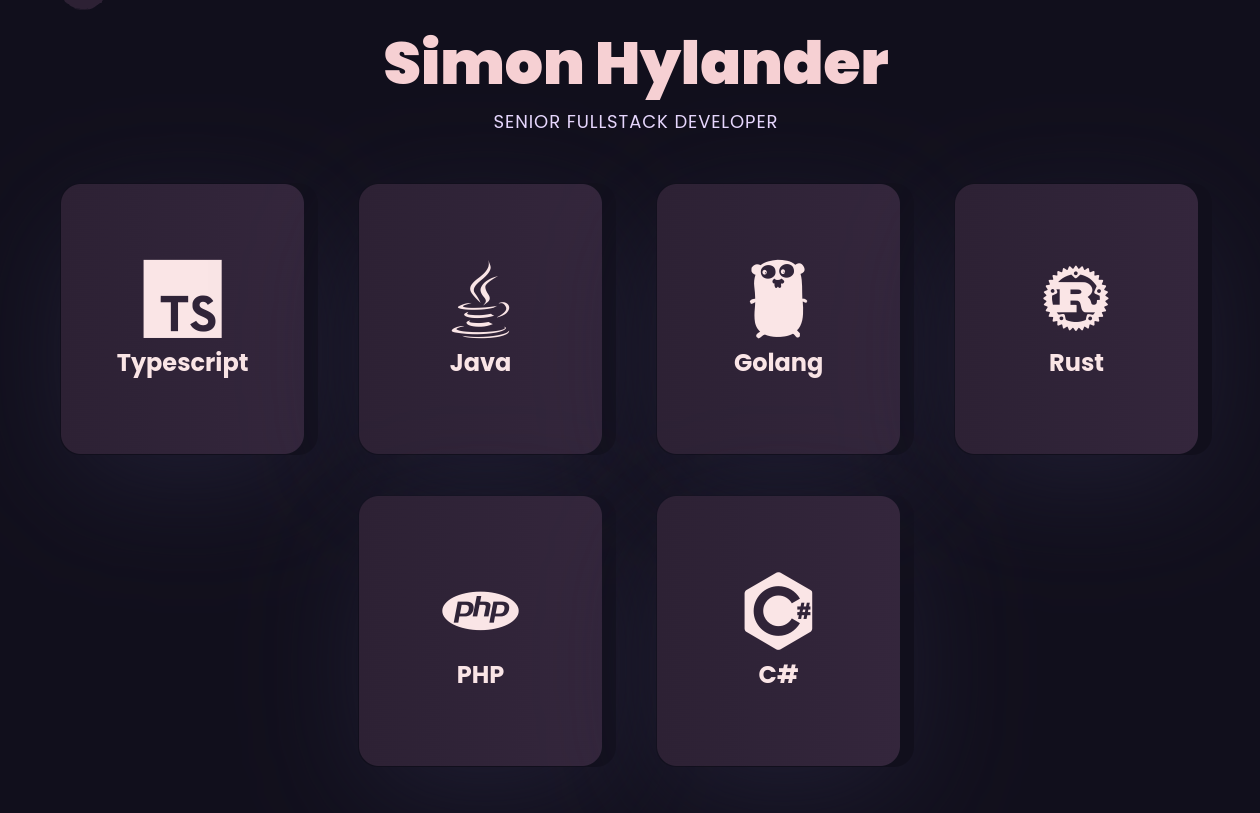 Simon Hylander
SENIOR FULLSTACK DEVELOPER
TS
Typescript
Java
Golang
R
Rust
php
PHP
C#
C#